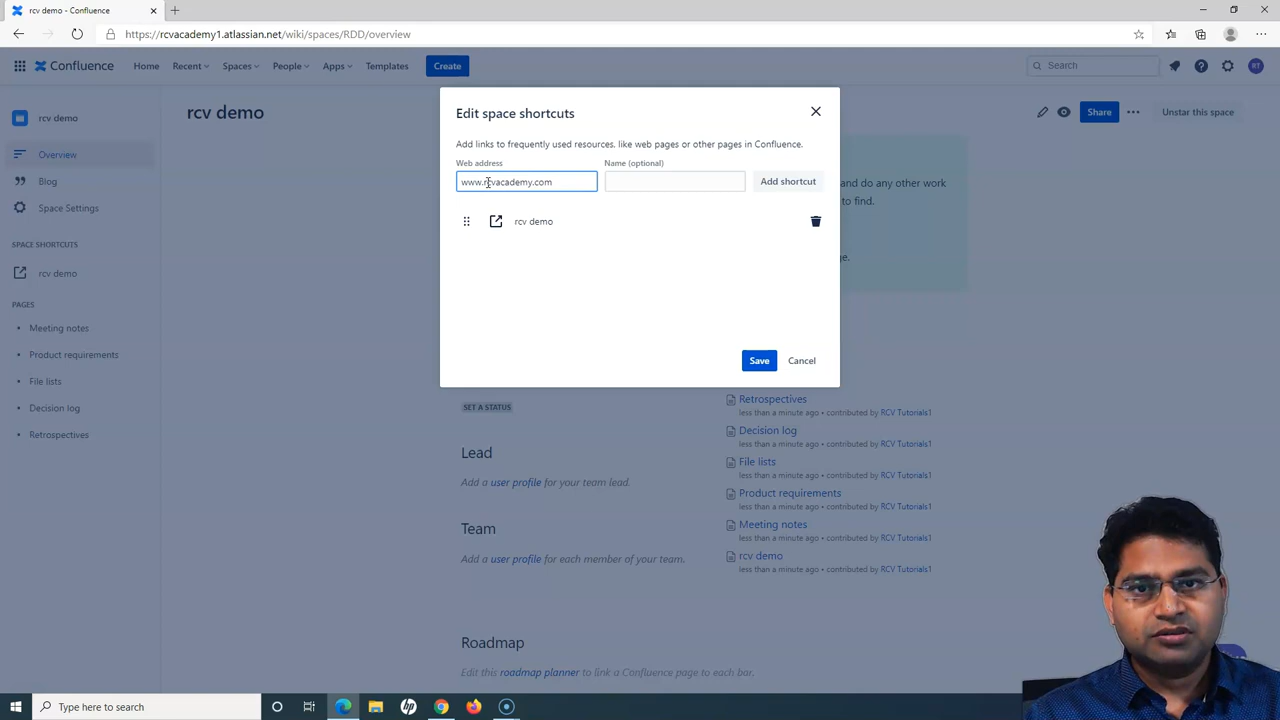 rcv demo - Confluence
https://rcvacademy1.atlassian.net/wiki/spaces/RDD/overview
Confluence Home Recent Spaces People Apps Templates Create Search
rcv demo
Overview
Blog
Space Settings
SPACE SHORTCUTS
rcv demo
PAGES
Meeting notes
Product requirements
File lists
Decision log
Retrospectives
rcv demo
Share Unstar this space
Edit space shortcuts
Add links to frequently used resources, like web pages or other pages in Confluence.
Web address Name (optional)
www.rcvacademy.com Add shortcut
rcv demo
Save Cancel
and do any other work
to find.
ge.
SET A STATUS
Lead
Add a user profile for your team lead.
Team
Add a user profile for each member of your team.
Roadmap
Edit this roadmap planner to link a Confluence page to each bar.
Retrospectives
less than a minute ago • contributed by RCV Tutorials1
Decision log
less than a minute ago • contributed by RCV Tutorials1
File lists
less than a minute ago • contributed by RCV Tutorials1
Product requirements
less than a minute ago • contributed by RCV Tutorials1
Meeting notes
less than a minute ago • contributed by RCV Tutorials1
rcv demo
less than a minute ago • contributed by RCV Tutorials1
Type here to search